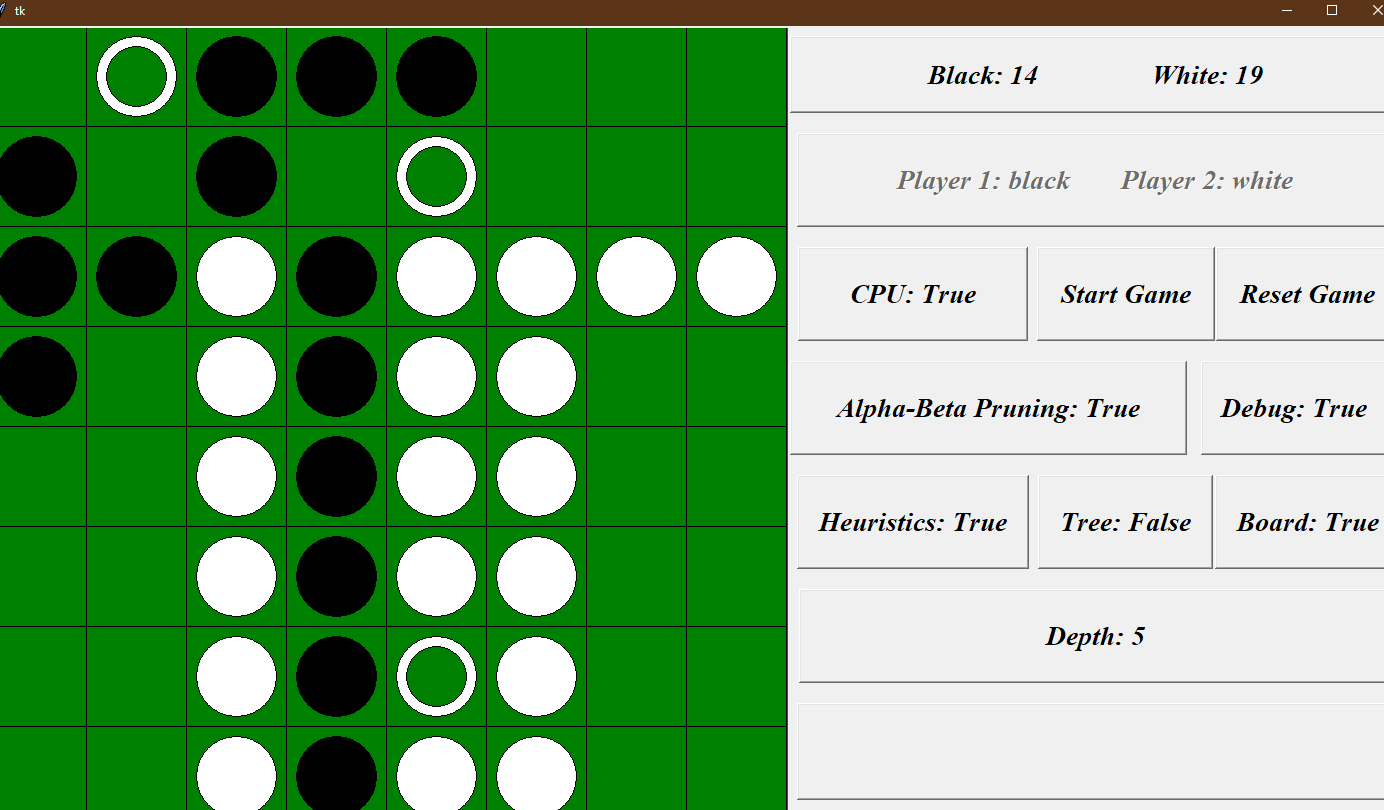 tk
Black: 14 White: 19
Player 1: black Player 2: white
CPU: True Start Game Reset Game
Alpha-Beta Pruning: True Debug: True
Heuristics: True Tree: False Board: True
Depth: 5